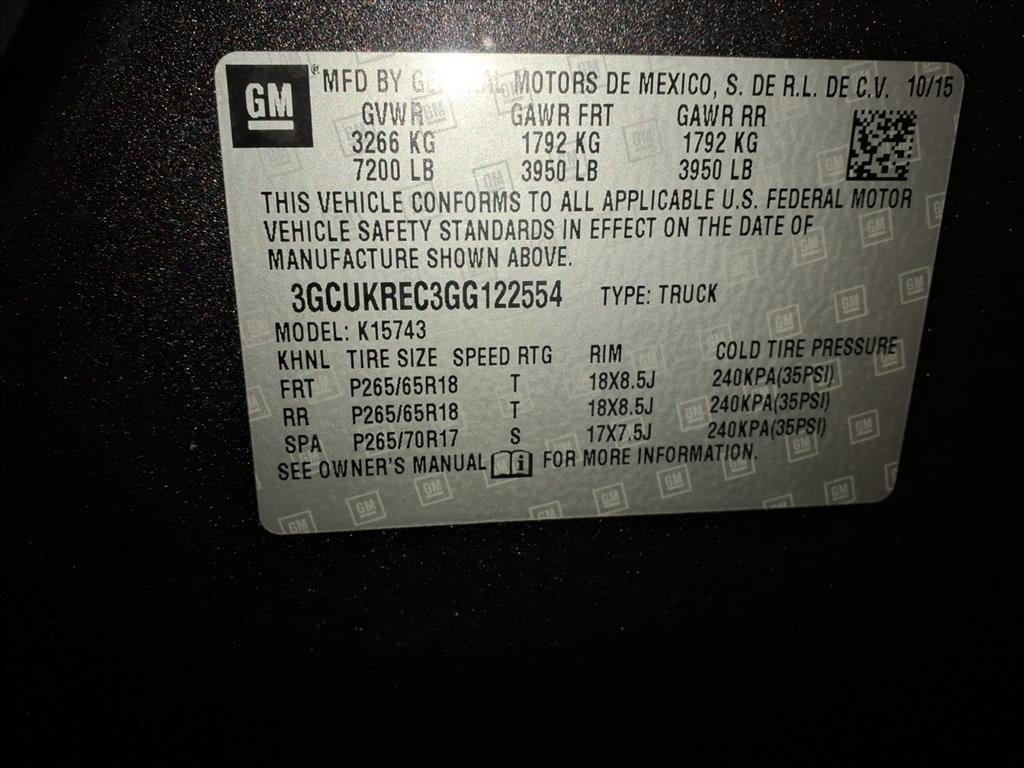 GM® MFD BY GENERAL MOTORS DE MEXICO, S. DE R.L. DE C.V. 10/15
GVWR GAWR FRT GAWR RR
3266 KG 1792 KG 1792 KG
7200 LB 3950 LB 3950 LB
THIS VEHICLE CONFORMS TO ALL APPLICABLE U.S. FEDERAL MOTOR
VEHICLE SAFETY STANDARDS IN EFFECT ON THE DATE OF
MANUFACTURE SHOWN ABOVE.
3GCUKREC3GG122554 TYPE: TRUCK
MODEL: K15743
KHNL TIRE SIZE SPEED RTG RIM COLD TIRE PRESSURE
FRT P265/65R18 T 18X8.5J 240KPA(35PSI)
RR P265/65R18 T 18X8.5J 240KPA(35PSI)
SPA P265/70R17 S 17X7.5J 240KPA(35PSI)
SEE OWNER'S MANUAL i FOR MORE INFORMATION.